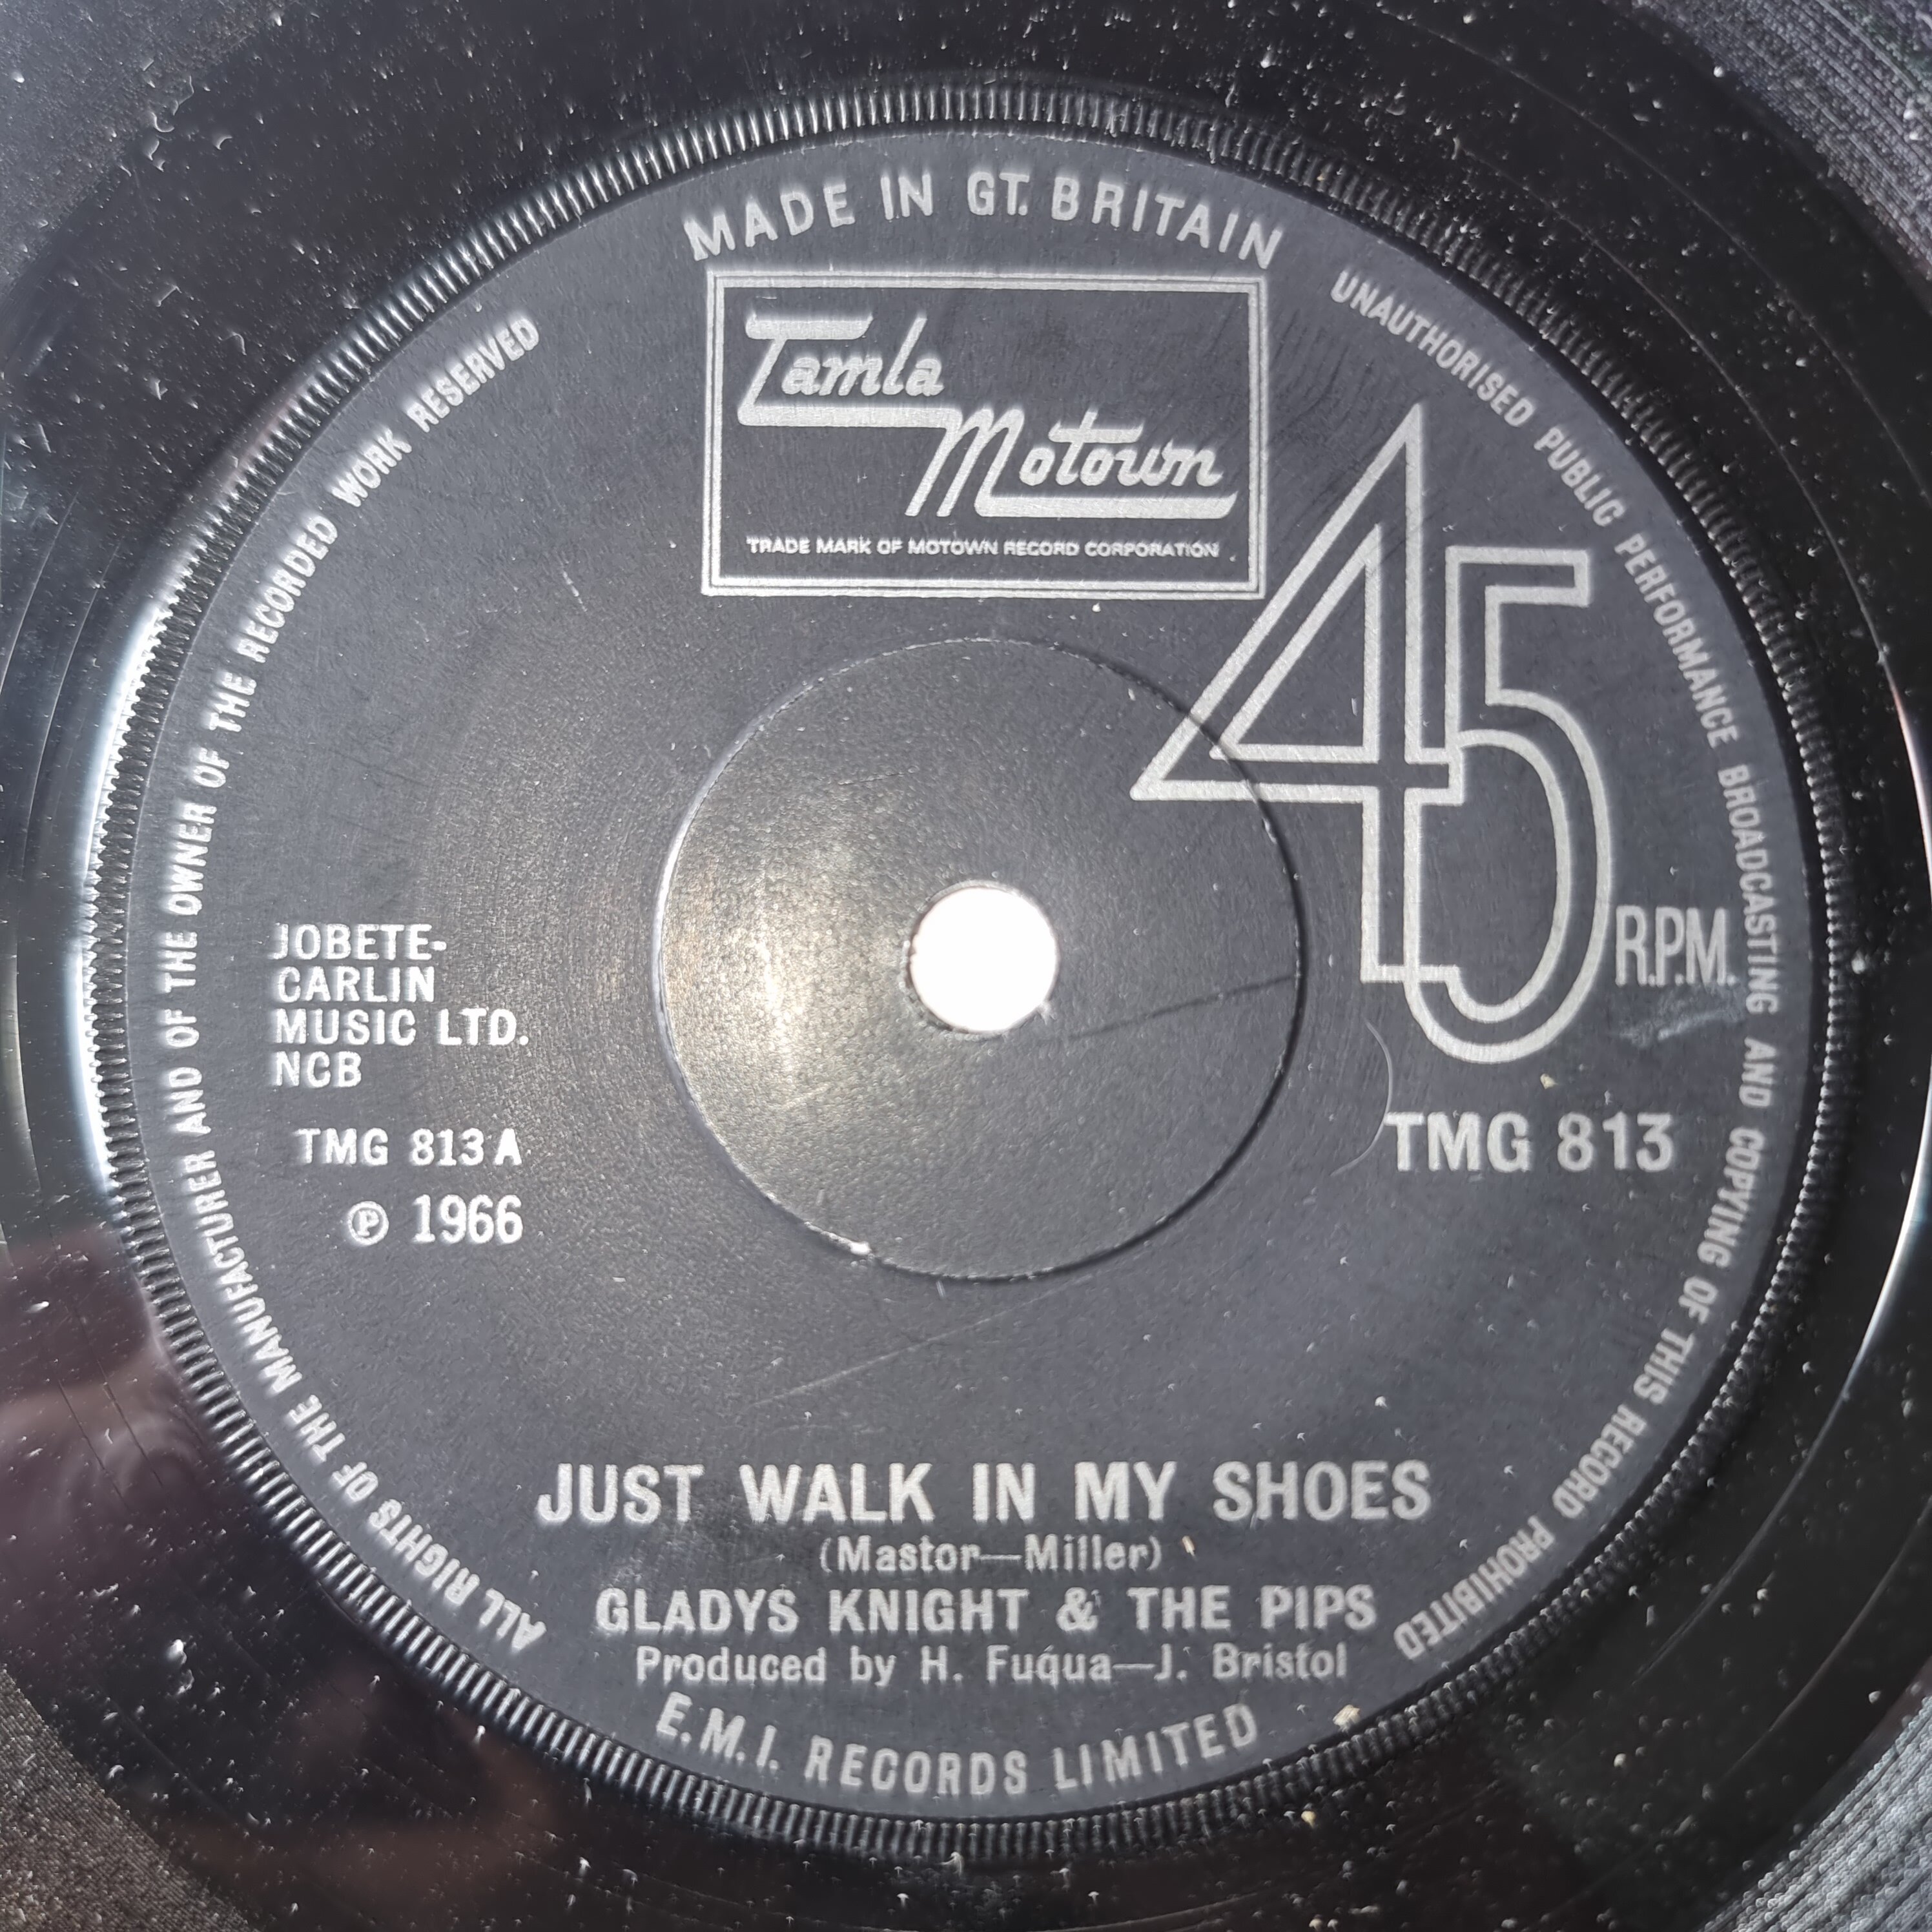 MADE IN GT. BRITAIN
Tamla
Motown
TRADE MARK OF MOTOWN RECORD CORPORATION
ALL RIGHTS OF THE MANUFACTURER AND OF THE OWNER OF THE RECORDED WORK RESERVED
UNAUTHORISED PUBLIC PERFORMANCE BROADCASTING AND COPYING OF THIS RECORD PROHIBITED
45
R.P.M.
JOBETE-
CARLIN
MUSIC LTD.
NCB
TMG 813 A
℗ 1966
TMG 813
JUST WALK IN MY SHOES
(Mastor—Miller)
GLADYS KNIGHT & THE PIPS
Produced by H. Fuqua—J. Bristol
E.M.I. RECORDS LIMITED